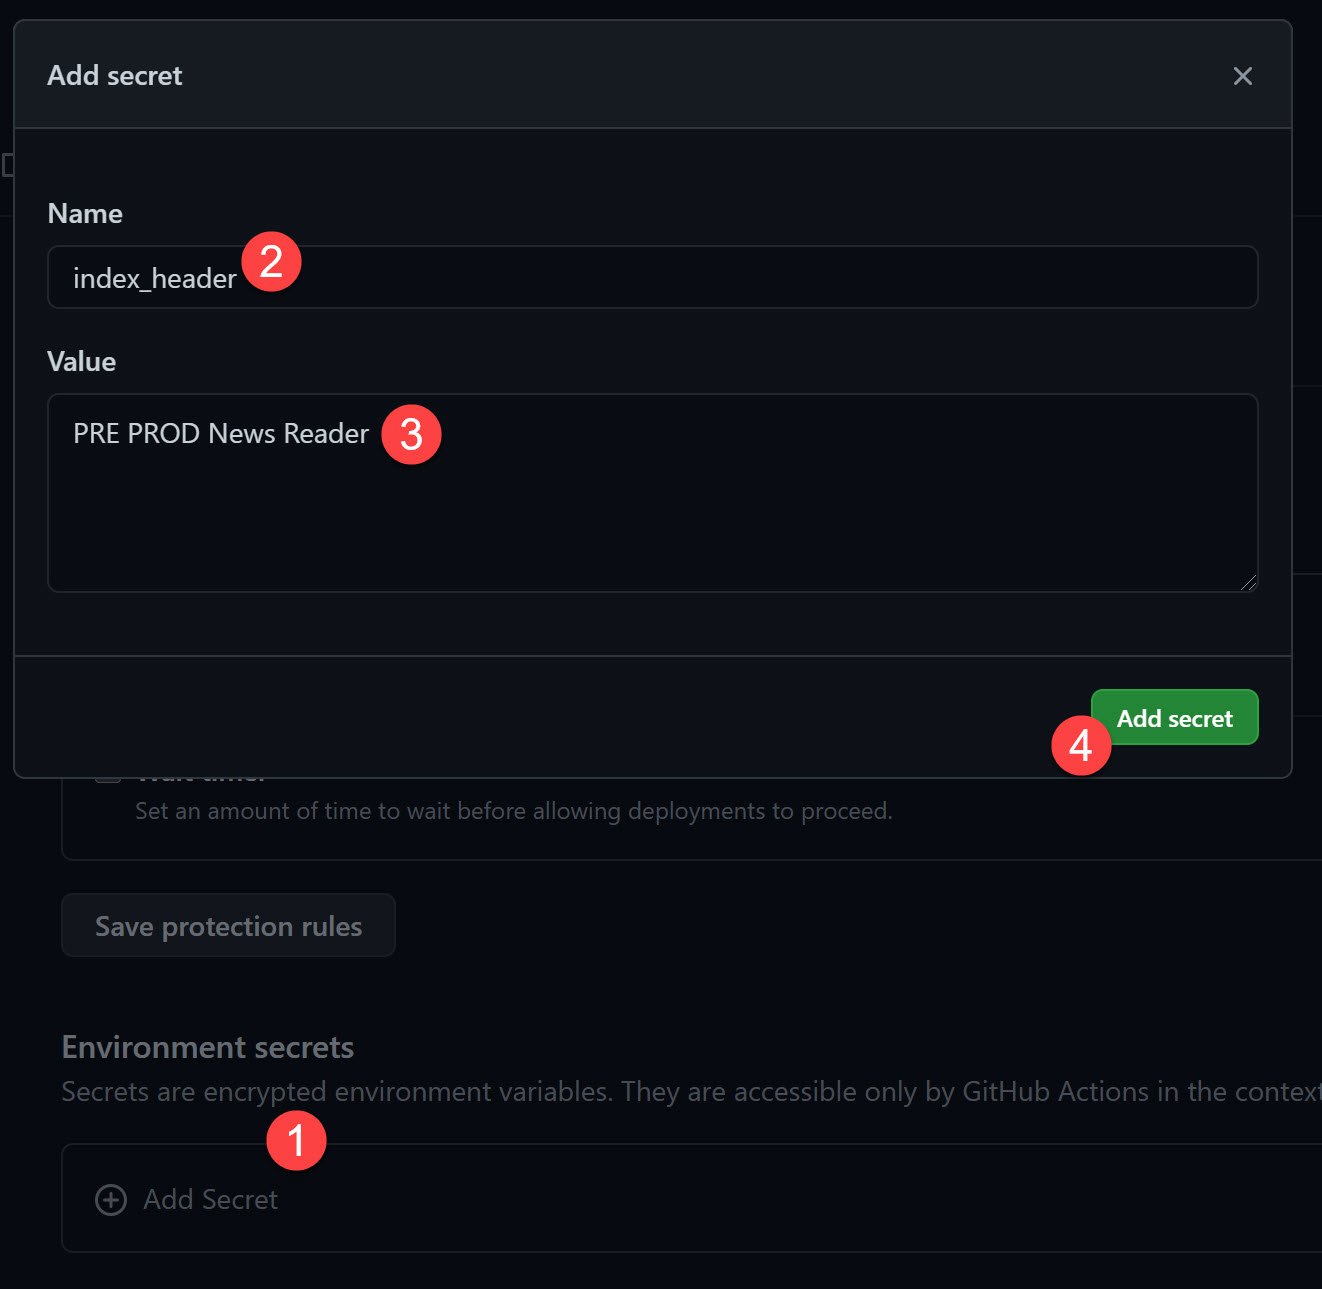 Add secret
Name
index_header
2
Value
PRE PROD News Reader
3
Add secret
4
Set an amount of time to wait before allowing deployments to proceed.
Save protection rules
Environment secrets
Secrets are encrypted environment variables. They are accessible only by GitHub Actions in the context
1
Add Secret